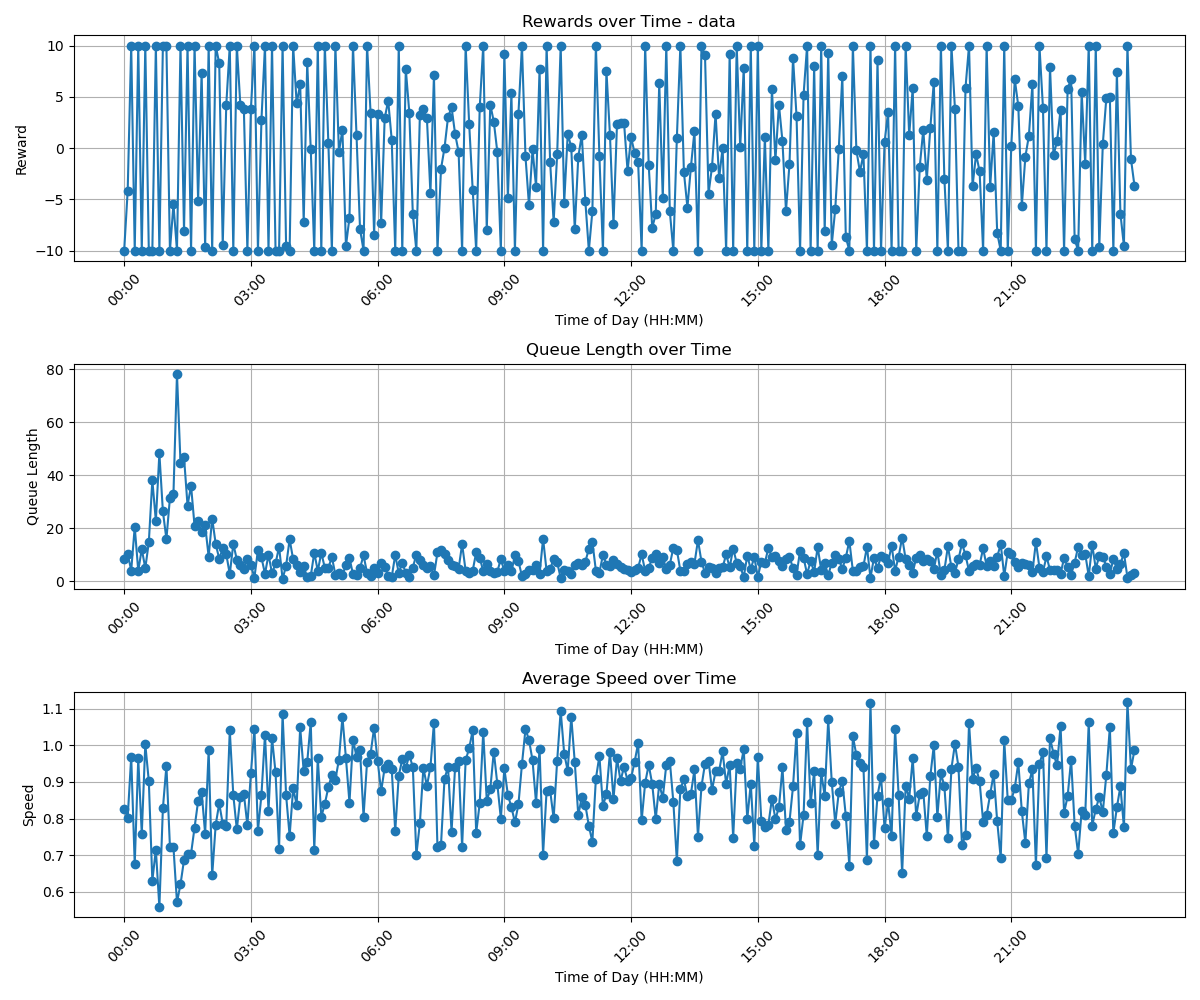 Rewards over Time - data
10
5
0
−5
−10
Reward
00:00 03:00 06:00 09:00 12:00 15:00 18:00 21:00
Time of Day (HH:MM)
Queue Length over Time
80
60
40
20
0
Queue Length
00:00 03:00 06:00 09:00 12:00 15:00 18:00 21:00
Time of Day (HH:MM)
Average Speed over Time
1.1
1.0
0.9
0.8
0.7
0.6
Speed
00:00 03:00 06:00 09:00 12:00 15:00 18:00 21:00
Time of Day (HH:MM)